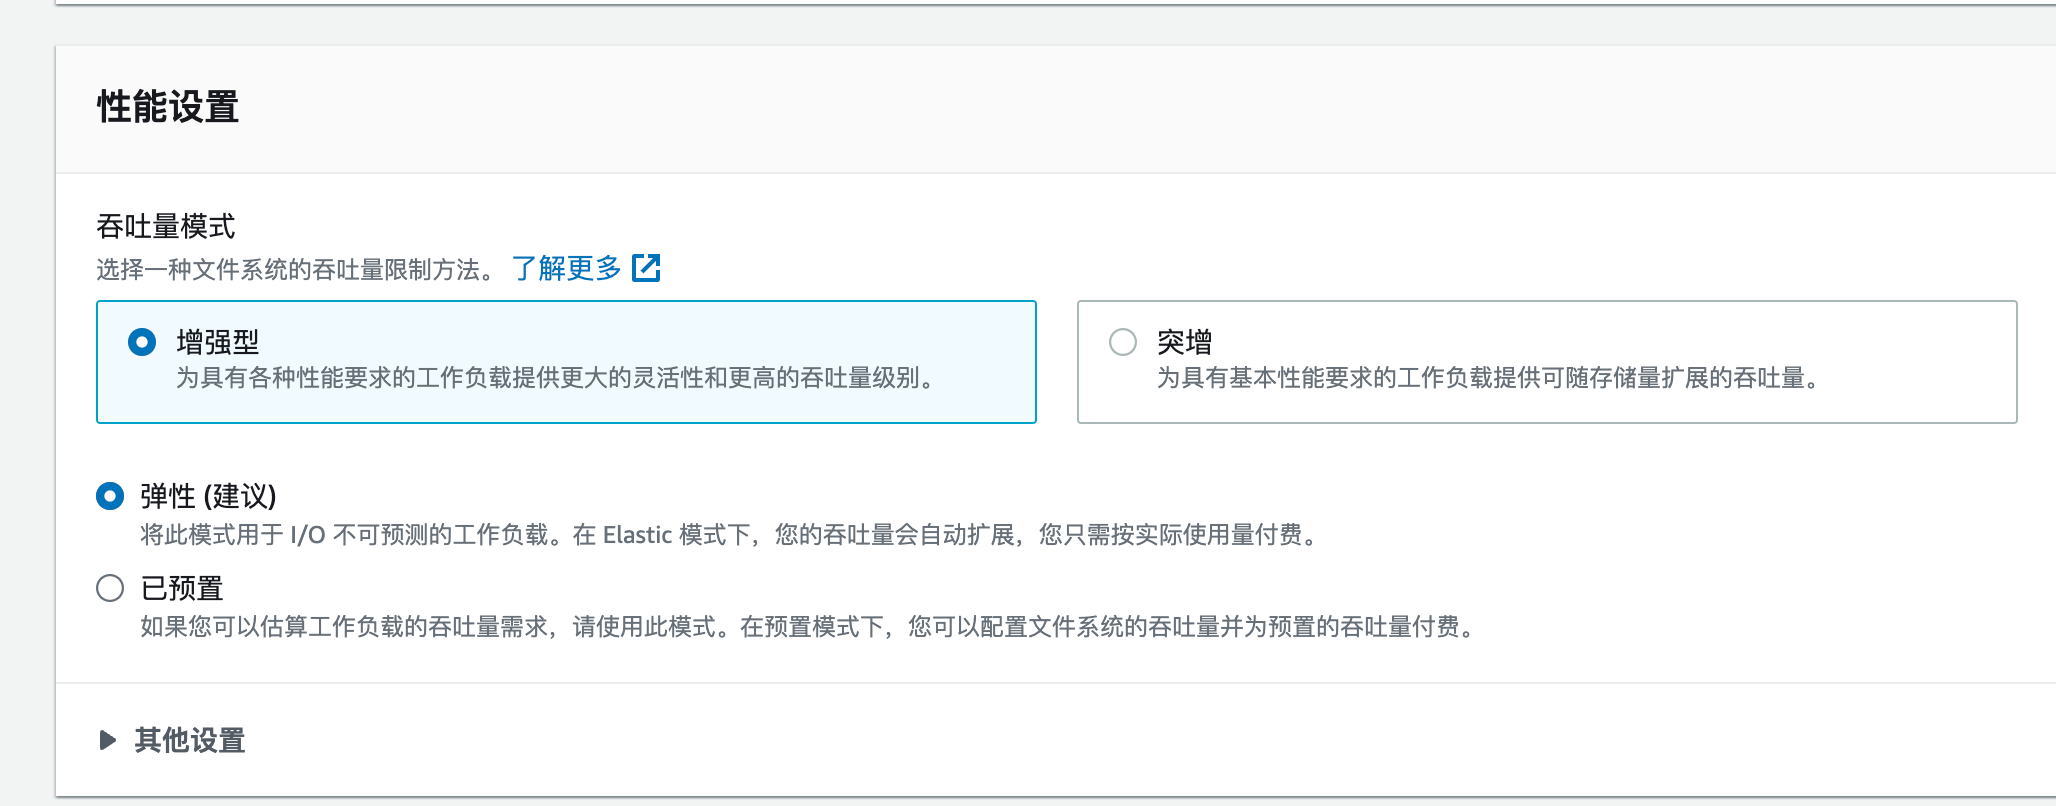 性能设置
吞吐量模式
选择一种文件系统的吞吐量限制方法。 了解更多
增强型
为具有各种性能要求的工作负载提供更大的灵活性和更高的吞吐量级别。
突增
为具有基本性能要求的工作负载提供可随存储量扩展的吞吐量。
弹性 (建议)
将此模式用于 I/O 不可预测的工作负载。在 Elastic 模式下，您的吞吐量会自动扩展，您只需按实际使用量付费。
已预置
如果您可以估算工作负载的吞吐量需求，请使用此模式。在预置模式下，您可以配置文件系统的吞吐量并为预置的吞吐量付费。
其他设置